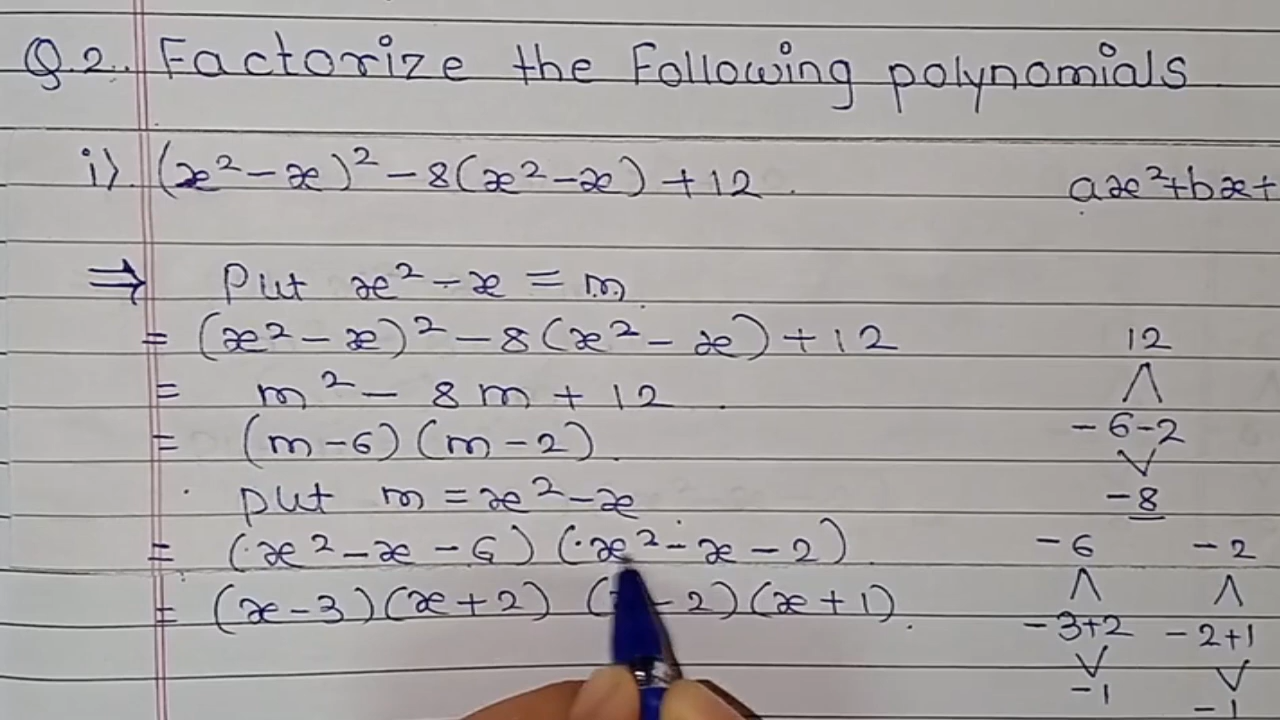 Q.2. Factorize the Following polynomials
i) (x²-x)² - 8(x²-x) + 12.
ax²+bx+
⇒ Put x²-x = m.
= (x²-x)² - 8(x²-x) + 12
= m² - 8m + 12.
= (m-6)(m-2).
put m = x²-x
= (x²-x-6)(x²-x-2).
= (x-3)(x+2) ( -2)(x+1).
12
∧
-6-2
∨
-8
-6 -2
∧ ∧
-3+2 -2+1
∨ ∨
-1 -1